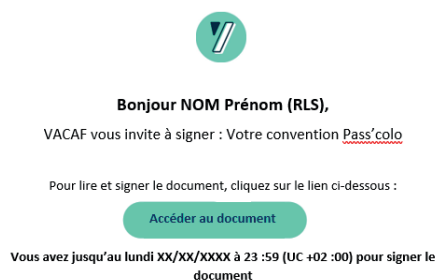 Bonjour NOM Prénom (RLS),
VACAF vous invite à signer : Votre convention Pass’colo
Pour lire et signer le document, cliquez sur le lien ci-dessous :
Accéder au document
Vous avez jusqu’au lundi XX/XX/XXXX à 23 :59 (UC +02 :00) pour signer le
document